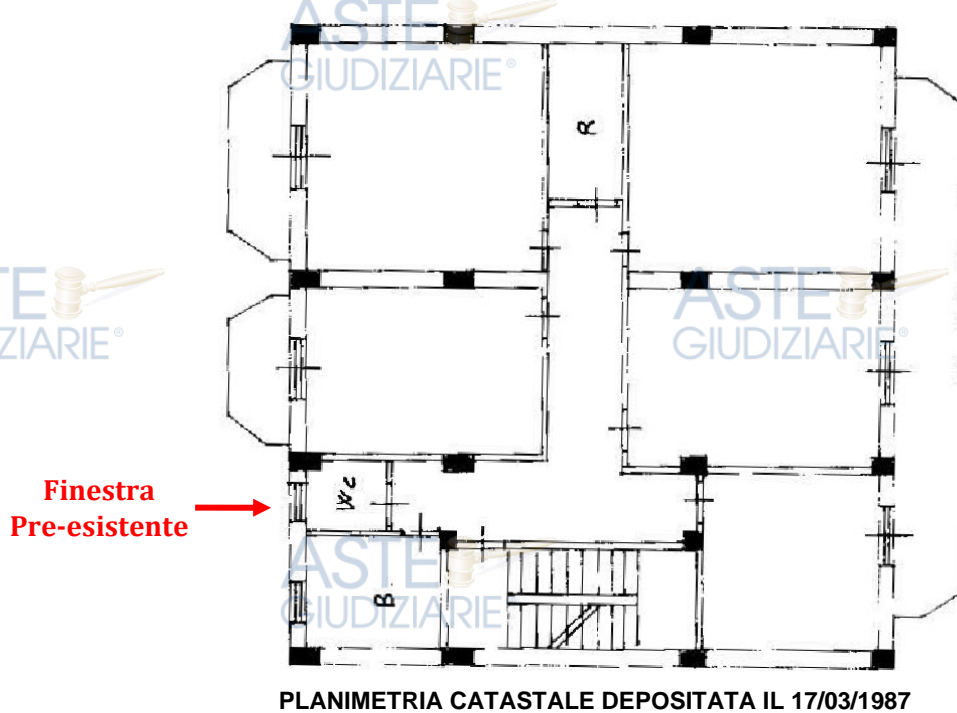 ASTE
GIUDIZIARIE®
R
ASTE
GIUDIZIARIE®
ASTE
GIUDIZIARIE®
Finestra
Pre-esistente
WC
ASTE
GIUDIZIARIE
B
PLANIMETRIA CATASTALE DEPOSITATA IL 17/03/1987